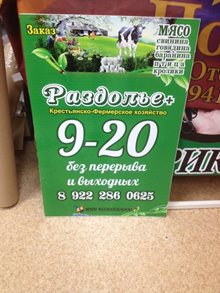 Заказ
МЯСО
свинина
говядина
баранина
птица
кролики
Раздолье+
Крестьянско-Фермерское хозяйство
9-20
без перерыва
и выходных
8 922 286 0625